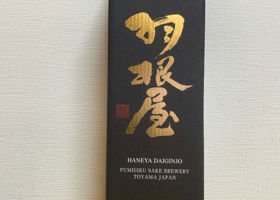 羽根屋
HANEYA DAIGINJO
FUMIGIKU SAKE BREWERY
TOYAMA JAPAN